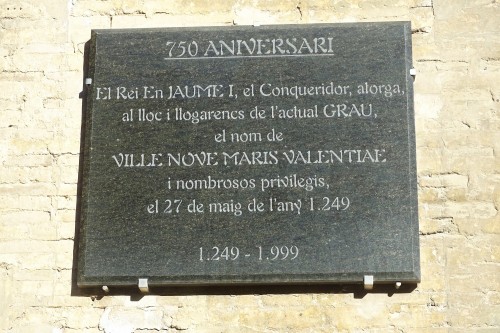 750 ANIVERSARI
El Rei En JAUME I, el Conqueridor, atorga,
al lloc i llogarencs de l'actual GRAU,
el nom de
VILLE NOVE MARIS VALENTIAE
i nombrosos privilegis,
el 27 de maig de l'any 1.249
1.249 - 1.999